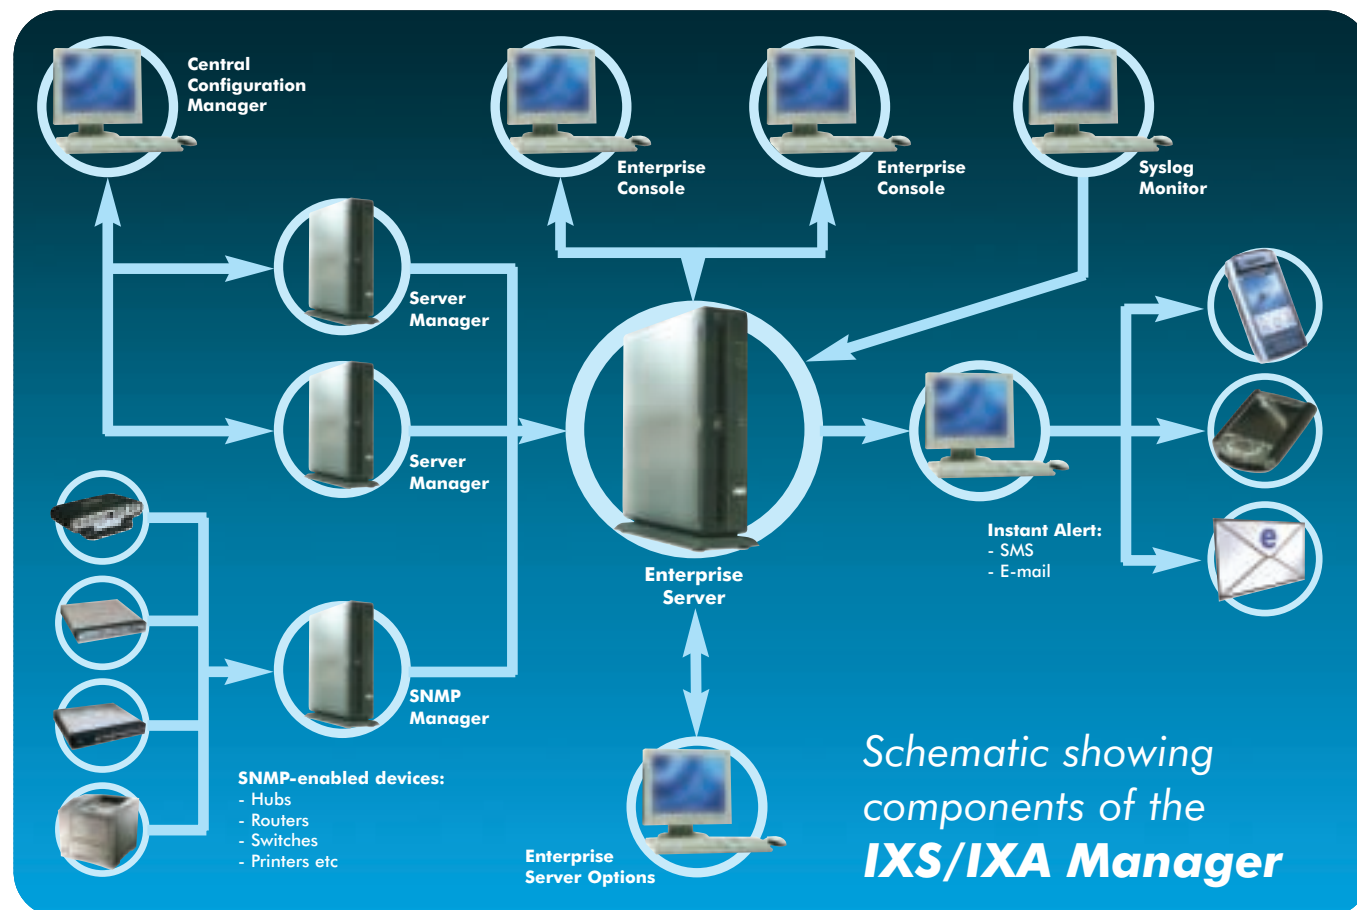 Central
Configuration
Manager
Enterprise
Console
Enterprise
Console
Syslog
Monitor
Server
Manager
Server
Manager
Instant Alert:
- SMS
- E-mail
e
Enterprise
Server
SNMP
Manager
SNMP-enabled devices:
- Hubs
- Routers
- Switches
- Printers etc
Enterprise
Server Options
Schematic showing
components of the
IXS/IXA Manager